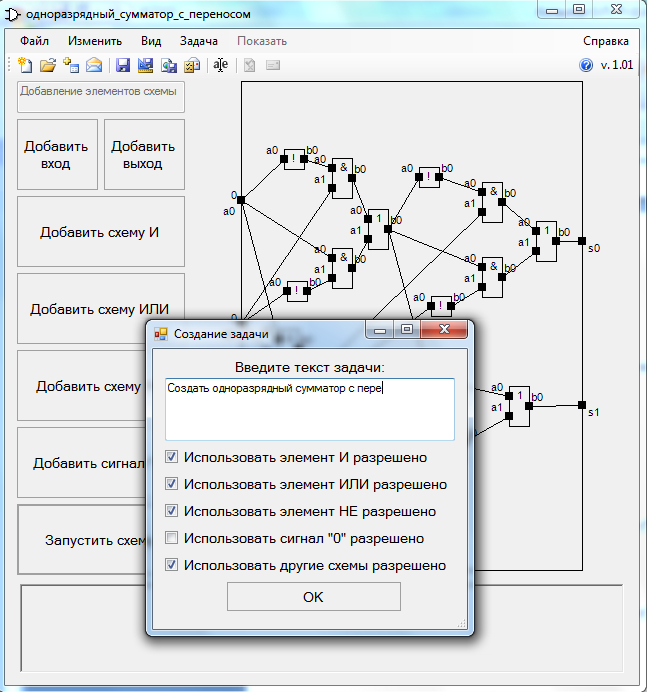 одноразрядный_сумматор_с_переносом
Файл Изменить Вид Задача Показать Справка
a|e v. 1.01
Добавление элементов схемы
Добавить вход
Добавить выход
Добавить схему И
Добавить схему ИЛИ
Добавить схему
Добавить сигнал
Запустить схем
a0 ! b0 a0 & b0 a1
a0 ! b0 a0 & b0 a1
0 a0
a0 1 b0 a1
a0 1 b0 a1 s0
a0 & b0 a1
a0 & b0 a1
a0 ! b0
a0 ! b0
0
a0 1 b0 a1 s1
Создание задачи
Введите текст задачи:
Создать одноразрядный сумматор с пере
Использовать элемент И разрешено
Использовать элемент ИЛИ разрешено
Использовать элемент НЕ разрешено
Использовать сигнал "0" разрешено
Использовать другие схемы разрешено
OK